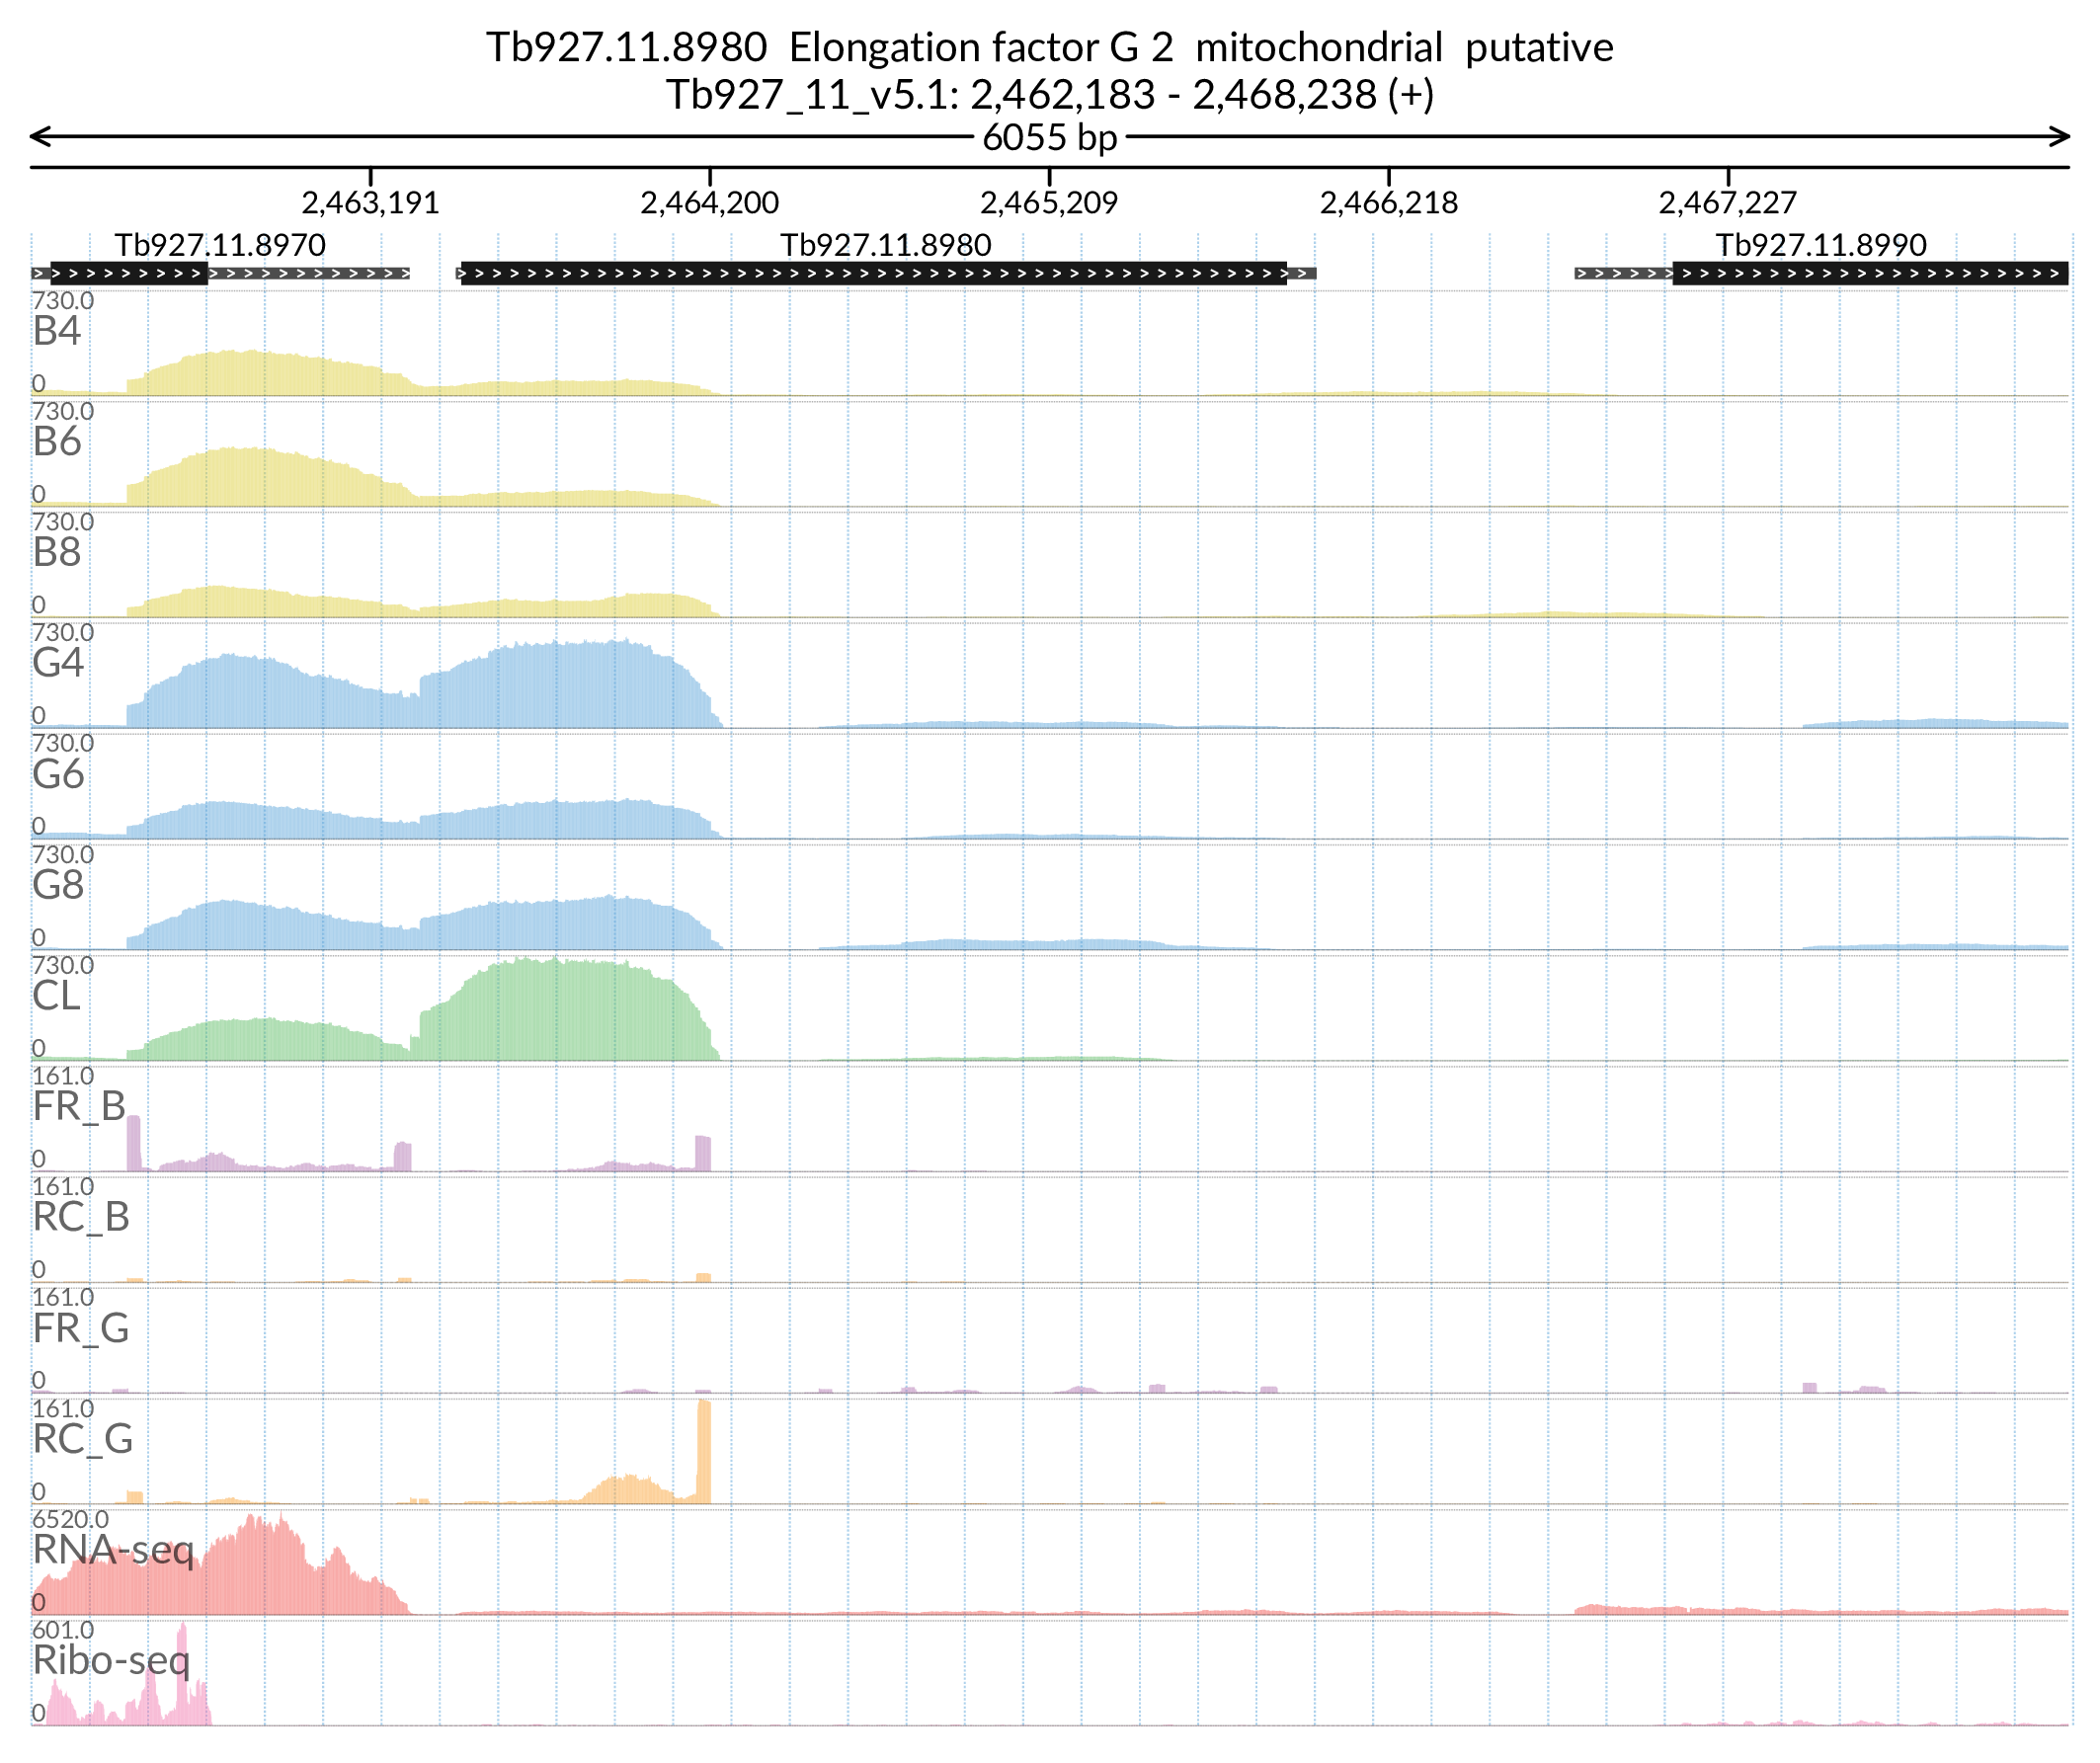 Tb927.11.8980 Elongation factor G 2 mitochondrial putative
Tb927_11_v5.1: 2,462,183 - 2,468,238 (+)
6055 bp
2,463,191 2,464,200 2,465,209 2,466,218 2,467,227
Tb927.11.8970 Tb927.11.8980 Tb927.11.8990
730.0
B4
0
730.0
B6
0
730.0
B8
0
730.0
G4
0
730.0
G6
0
730.0
G8
0
730.0
CL
0
161.0
FR_B
0
161.0
RC_B
0
161.0
FR_G
0
161.0
RC_G
0
6520.0
RNA-seq
0
601.0
Ribo-seq
0